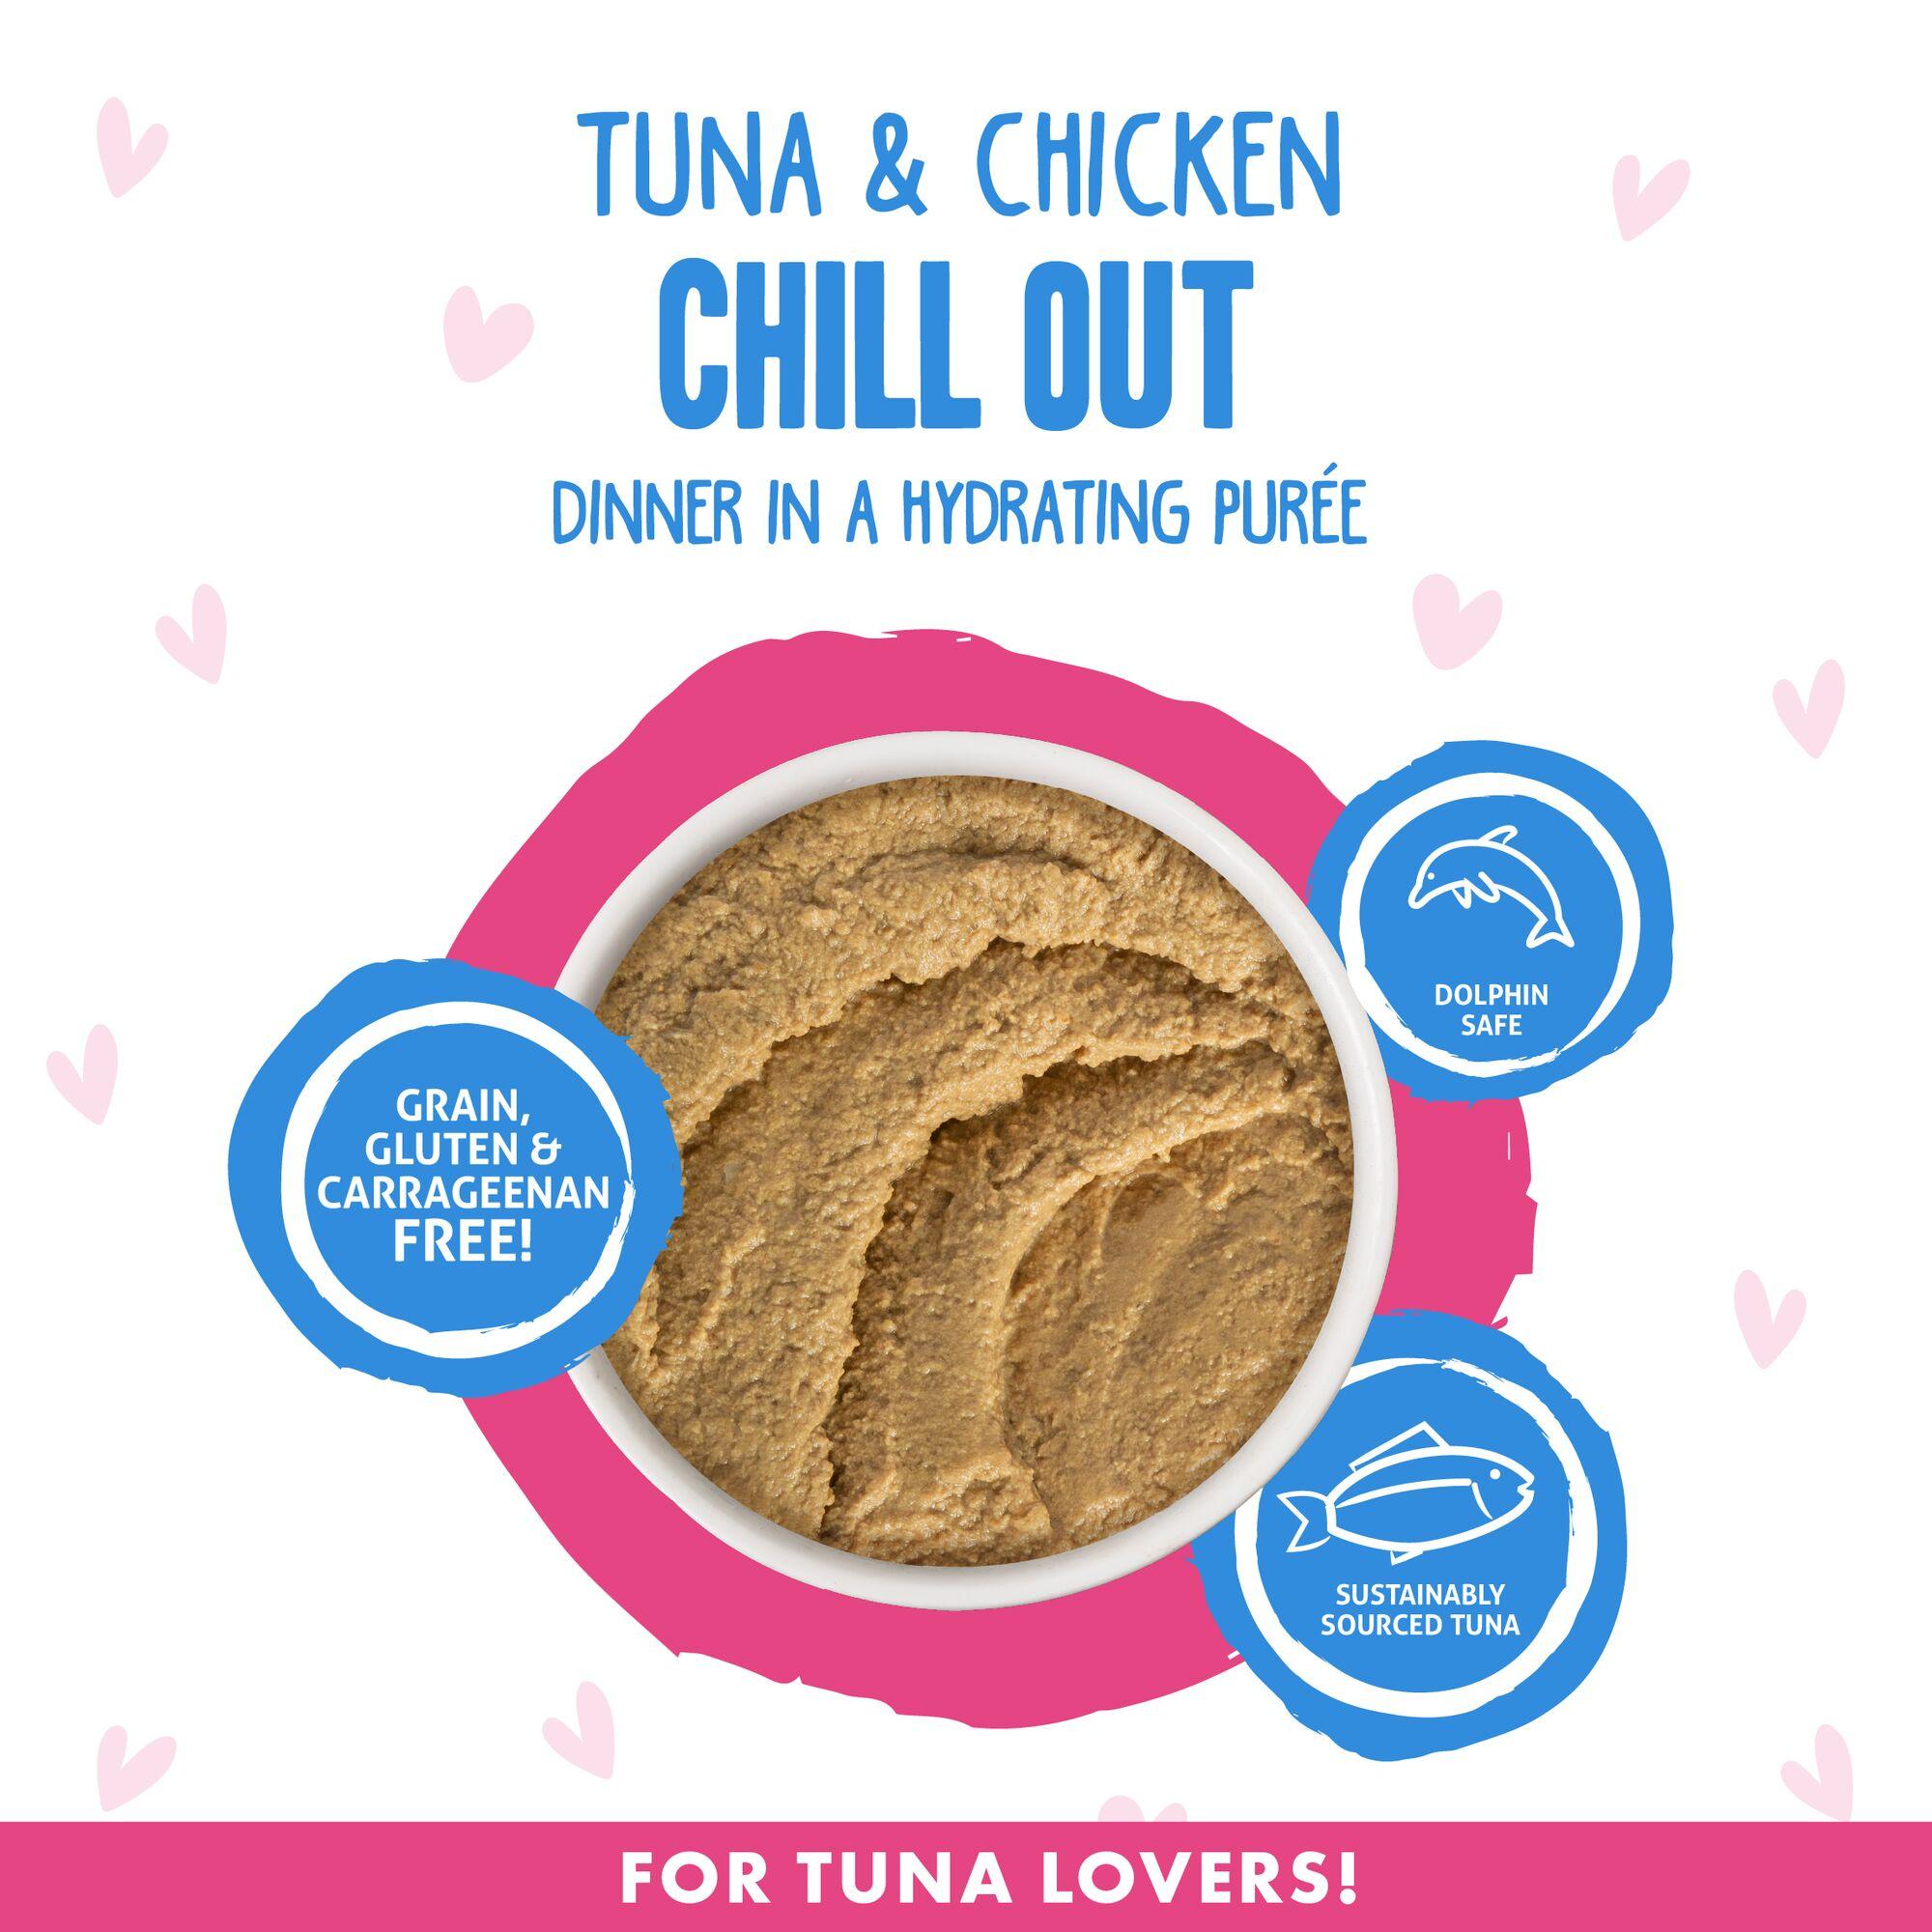 TUNA & CHICKEN
CHILL OUT
DINNER IN A HYDRATING PURÉE
DOLPHIN
SAFE
GRAIN,
GLUTEN &
CARRAGEENAN
FREE!
SUSTAINABLY
SOURCED TUNA
FOR TUNA LOVERS!